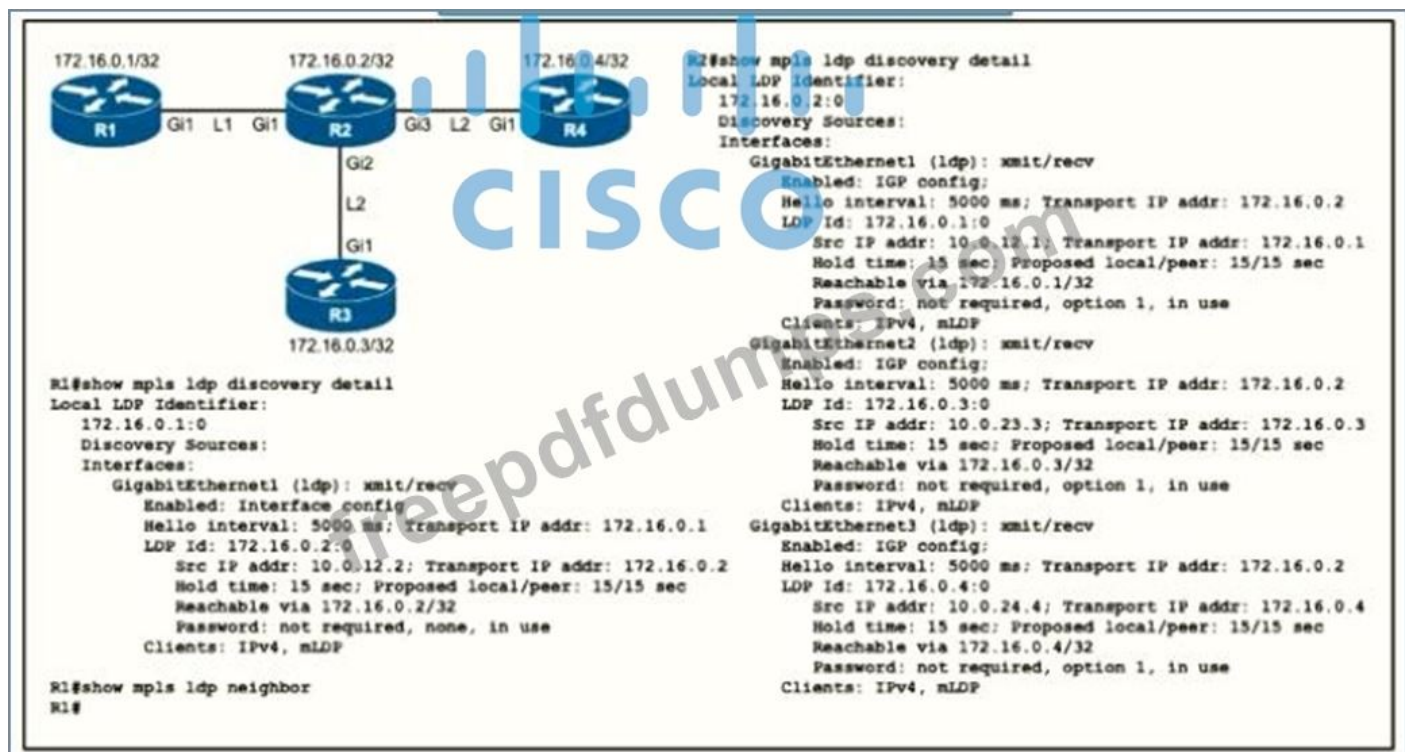 172.16.0.1/32
172.16.0.2/32
172.16.0.4/32
R1
Gi1
L1
Gi1
R2
Gi3
L2
Gi1
R4
Gi2
L2
Gi1
R3
172.16.0.3/32
R1#show mpls ldp discovery detail
Local LDP Identifier:
172.16.0.1:0
Discovery Sources:
Interfaces:
GigabitEthernet1 (ldp): xmit/recv
Enabled: Interface config
Hello interval: 5000 ms; Transport IP addr: 172.16.0.1
LDP Id: 172.16.0.2:0
Src IP addr: 10.0.12.2; Transport IP addr: 172.16.0.2
Hold time: 15 sec; Proposed local/peer: 15/15 sec
Reachable via 172.16.0.2/32
Password: not required, none, in use
Clients: IPv4, mLDP
R1#show mpls ldp neighbor
R1#
R2#show mpls ldp discovery detail
Local LDP Identifier:
172.16.0.2:0
Discovery Sources:
Interfaces:
GigabitEthernet1 (ldp): xmit/recv
Enabled: IGP config;
Hello interval: 5000 ms; Transport IP addr: 172.16.0.2
LDP Id: 172.16.0.1:0
Src IP addr: 10.0.12.1; Transport IP addr: 172.16.0.1
Hold time: 15 sec; Proposed local/peer: 15/15 sec
Reachable via 172.16.0.1/32
Password: not required, option 1, in use
Clients: IPv4, mLDP
GigabitEthernet2 (ldp): xmit/recv
Enabled: IGP config;
Hello interval: 5000 ms; Transport IP addr: 172.16.0.2
LDP Id: 172.16.0.3:0
Src IP addr: 10.0.23.3; Transport IP addr: 172.16.0.3
Hold time: 15 sec; Proposed local/peer: 15/15 sec
Reachable via 172.16.0.3/32
Password: not required, option 1, in use
Clients: IPv4, mLDP
GigabitEthernet3 (ldp): xmit/recv
Enabled: IGP config;
Hello interval: 5000 ms; Transport IP addr: 172.16.0.2
LDP Id: 172.16.0.4:0
Src IP addr: 10.0.24.4; Transport IP addr: 172.16.0.4
Hold time: 15 sec; Proposed local/peer: 15/15 sec
Reachable via 172.16.0.4/32
Password: not required, option 1, in use
Clients: IPv4, mLDP
CISCO
freepdfdumps.com